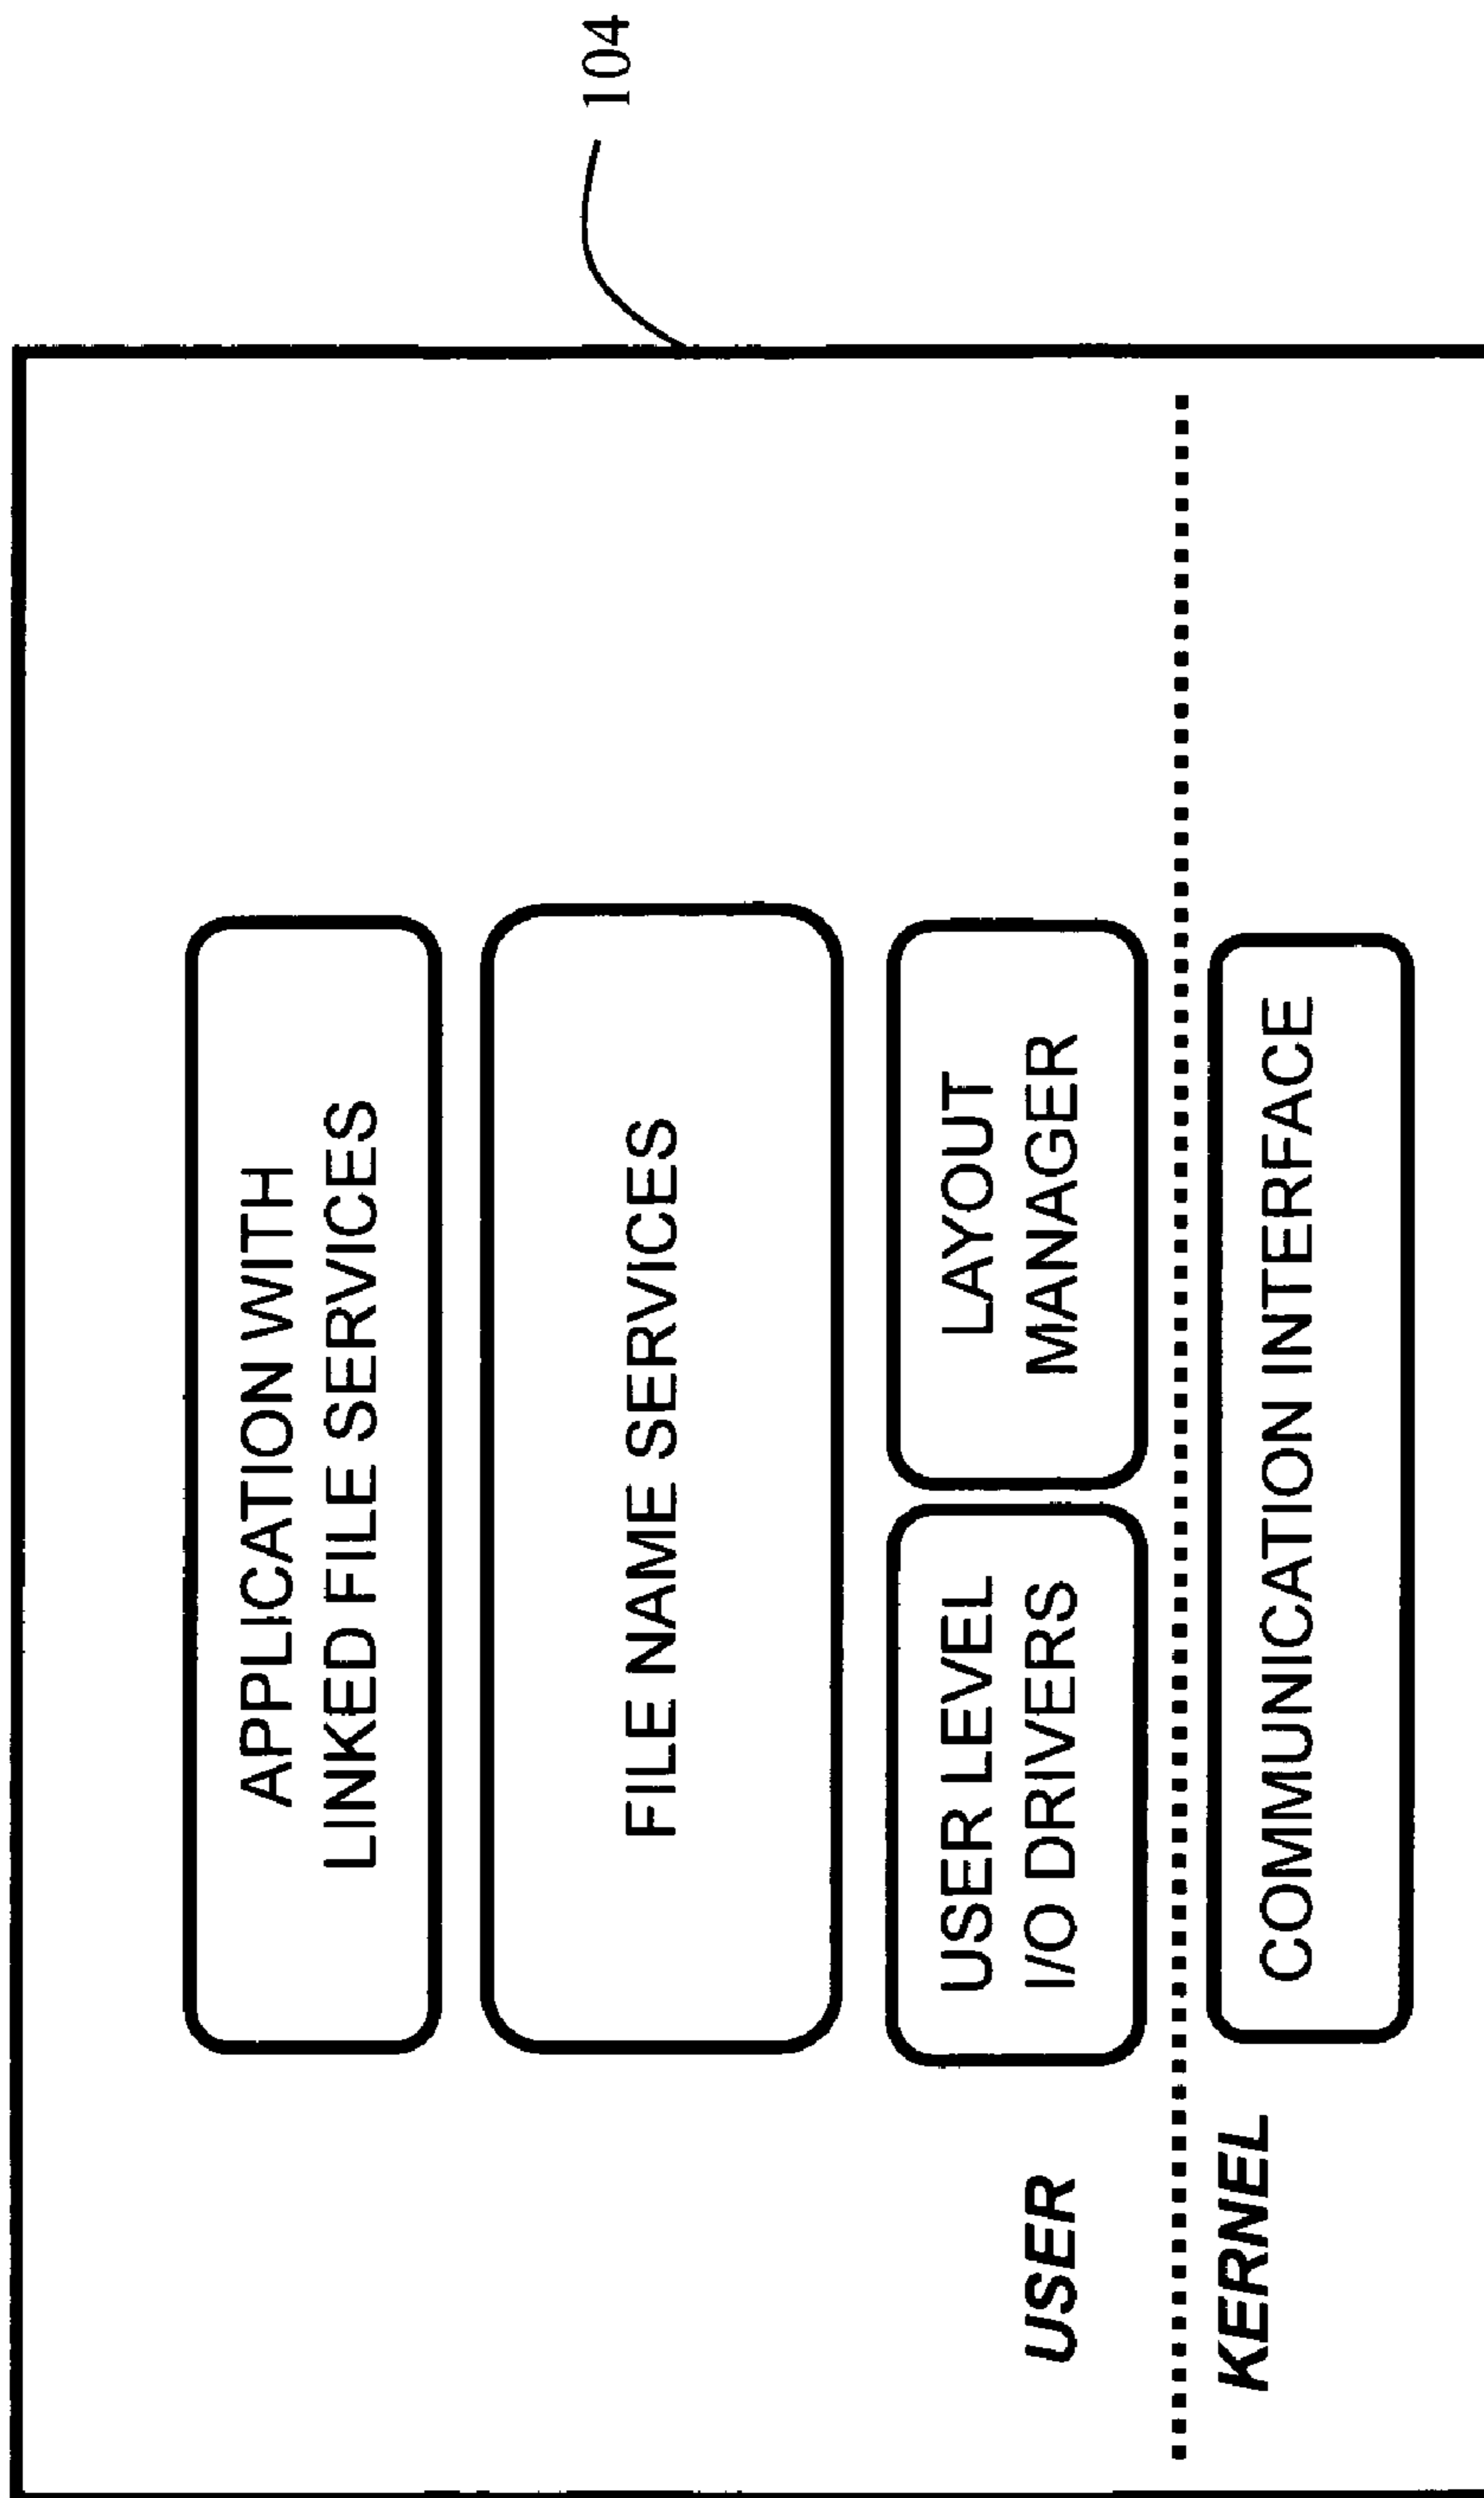 104
APPLICATION WITH
LINKED FILE SERVICES
FILE NAME SERVICES
USER LEVEL
I/O DRIVERS
LAYOUT
MANAGER
USER
KERNEL
COMMUNICATION INTERFACE